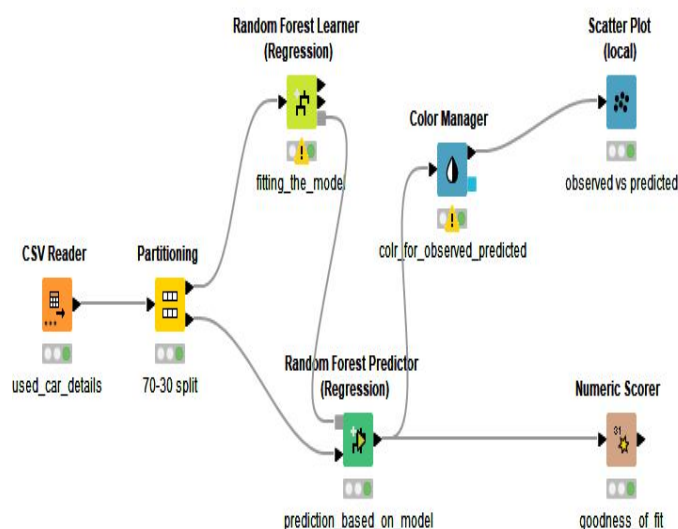 Random Forest Learner
(Regression)
fitting_the_model
Scatter Plot
(local)
observed vs predicted
Color Manager
colr_for_observed_predicted
CSV Reader
used_car_details
Partitioning
70-30 split
Random Forest Predictor
(Regression)
prediction_based_on_model
Numeric Scorer
31
goodness_of_fit